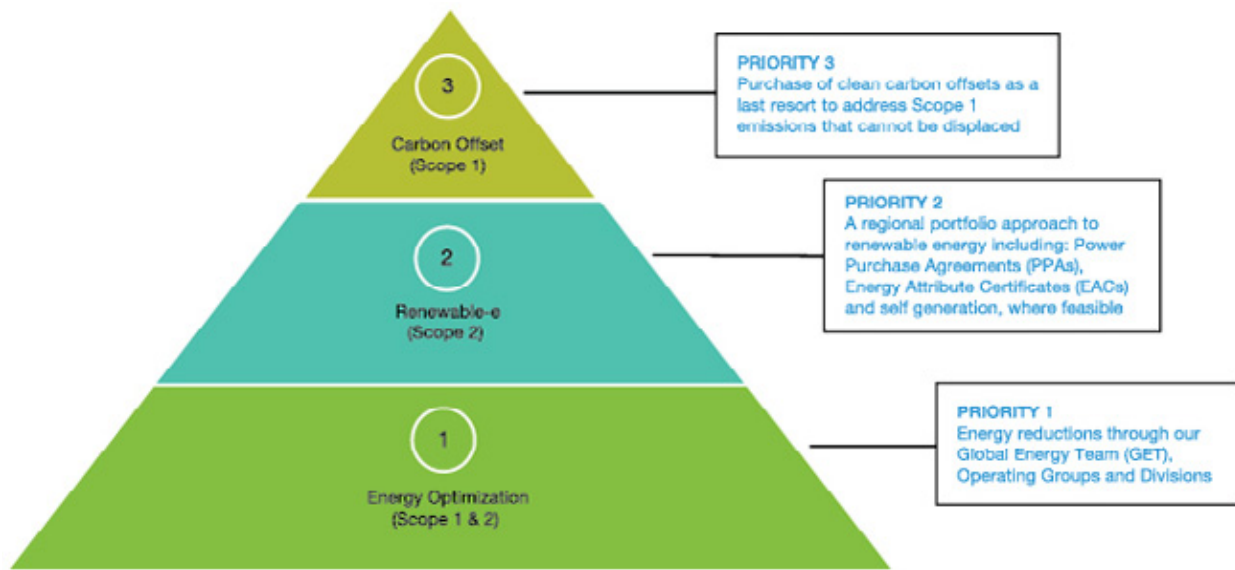 3
Carbon Offset
(Scope 1)
PRIORITY 3
Purchase of clean carbon offsets as a
last resort to address Scope 1
emissions that cannot be displaced
2
Renewable-e
(Scope 2)
PRIORITY 2
A regional portfolio approach to
renewable energy including: Power
Purchase Agreements (PPAs),
Energy Attribute Certificates (EACs)
and self generation, where feasible
1
Energy Optimization
(Scope 1 & 2)
PRIORITY 1
Energy reductions through our
Global Energy Team (GET),
Operating Groups and Divisions